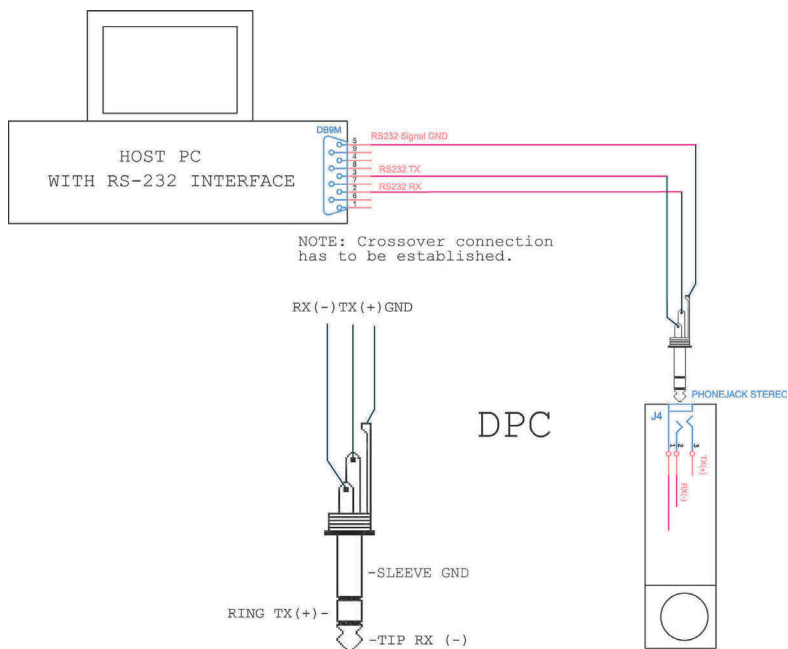 DB9M
HOST PC
WITH RS-232 INTERFACE
5
9
4
8
3
7
2
6
1
RS232 Signal GND
RS232 TX
RS232 RX
NOTE: Crossover connection
has to be established.
RX(-)TX(+)GND
PHONEJACK STEREO
DPC
J4
1
2
3
TX(+)
RX(-)
-SLEEVE GND
RING TX(+)-
-TIP RX (-)